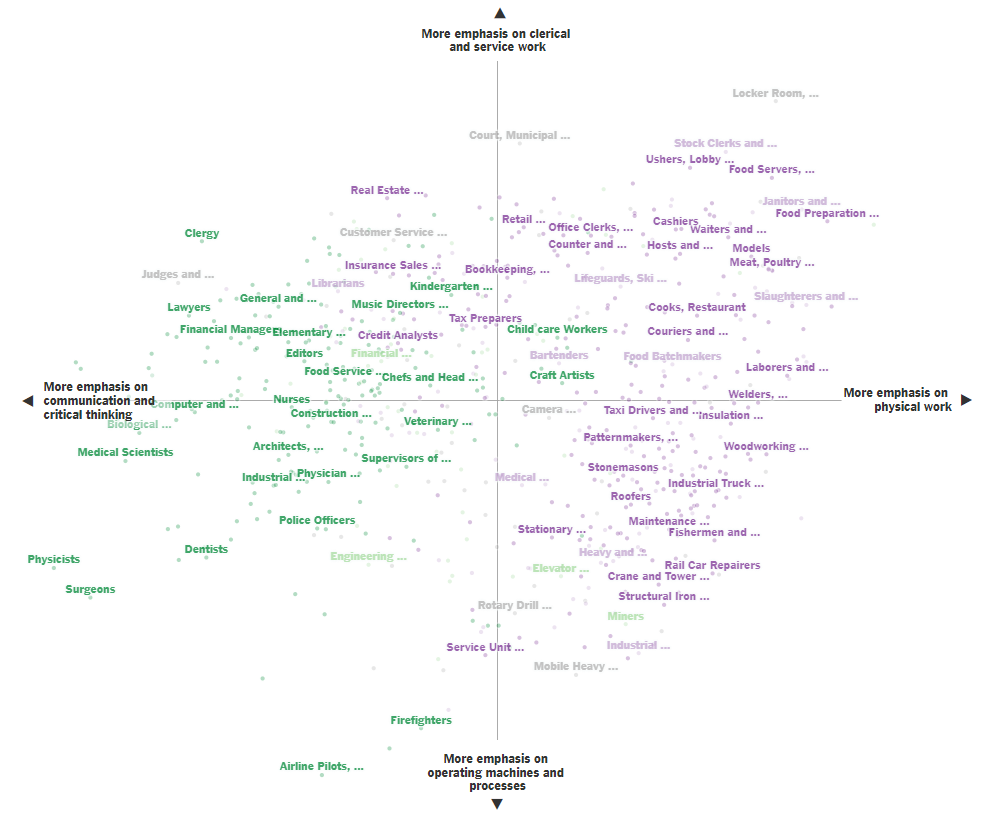 More emphasis on clerical
and service work
Locker Room, ...
Court, Municipal ...
Stock Clerks and ...
Ushers, Lobby ...
Food Servers, ...
Real Estate ...
Janitors and ...
Food Preparation ...
Retail ...
Cashiers
Office Clerks, ...
Waiters and ...
Clergy
Customer Service ...
Counter and ...
Hosts and ...
Models
Insurance Sales ...
Bookkeeping, ...
Meat, Poultry ...
Judges and ...
Librarians
Kindergarten ...
Lifeguards, Ski ...
General and ...
Slaughterers and ...
Lawyers
Music Directors ...
Cooks, Restaurant
Tax Preparers
Financial Manage
Elementary ...
Credit Analysts
Child care Workers
Couriers and ...
Editors
Financial ...
Bartenders
Food Batchmakers
Food Service ...
Chefs and Head ...
Craft Artists
Laborers and ...
More emphasis on
communication and
critical thinking
More emphasis on
physical work
Computer and ...
Nurses
Welders, ...
Construction ...
Camera ...
Taxi Drivers and ...
Insulation ...
Biological ...
Veterinary ...
Patternmakers, ...
Medical Scientists
Architects, ...
Supervisors of ...
Woodworking ...
Industrial ...
Physician ...
Medical ...
Stonemasons
Industrial Truck ...
Roofers
Police Officers
Stationary ...
Maintenance ...
Fishermen and ...
Dentists
Engineering ...
Heavy and ...
Physicists
Elevator ...
Rail Car Repairers
Crane and Tower ...
Surgeons
Structural Iron ...
Rotary Drill ...
Miners
Service Unit ...
Industrial ...
Mobile Heavy ...
Firefighters
Airline Pilots, ...
More emphasis on
operating machines and
processes